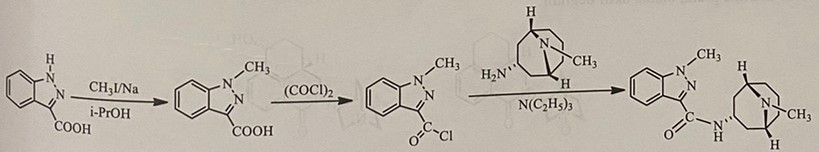 H
N
N
COOH
CH₃I/Na
i-PrOH
CH₃
N
N
COOH
(COCl)₂
CH₃
N
N
O
Cl
H
N
CH₃
H₂N
H
N(C₂H₅)₃
CH₃
N
N
O
N
H
H
N
CH₃
H